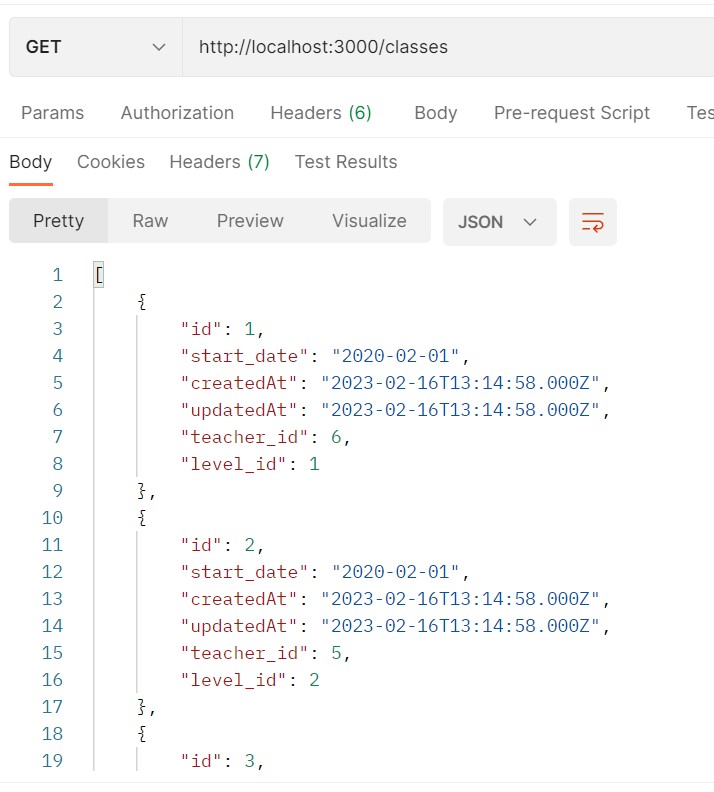 GET http://localhost:3000/classes
Params Authorization Headers (6) Body Pre-request Script Tes
Body Cookies Headers (7) Test Results
Pretty Raw Preview Visualize JSON
1 [
2 {
3 "id": 1,
4 "start_date": "2020-02-01",
5 "createdAt": "2023-02-16T13:14:58.000Z",
6 "updatedAt": "2023-02-16T13:14:58.000Z",
7 "teacher_id": 6,
8 "level_id": 1
9 },
10 {
11 "id": 2,
12 "start_date": "2020-02-01",
13 "createdAt": "2023-02-16T13:14:58.000Z",
14 "updatedAt": "2023-02-16T13:14:58.000Z",
15 "teacher_id": 5,
16 "level_id": 2
17 },
18 {
19 "id": 3,